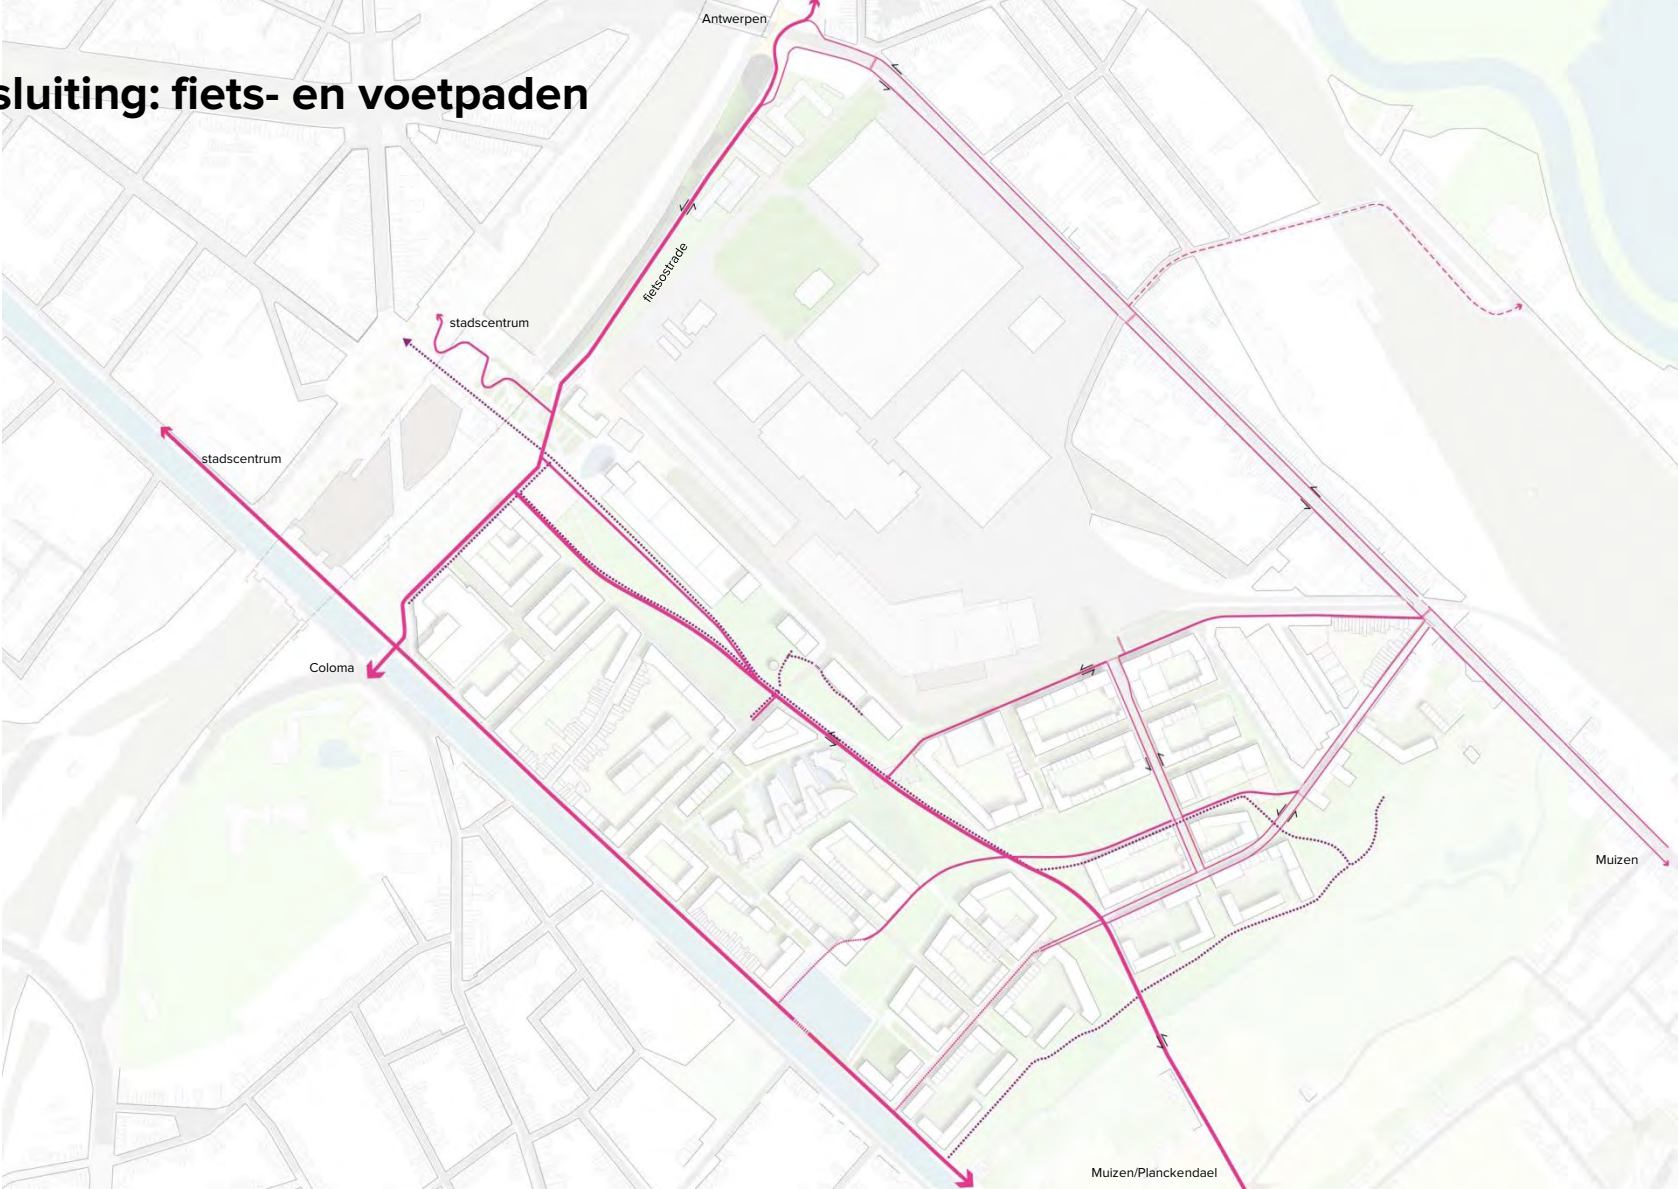 Antwerpen
sluiting: fiets- en voetpaden
fietsostrade
stadscentrum
stadscentrum
Coloma
Muizen
Muizen/Planckendael